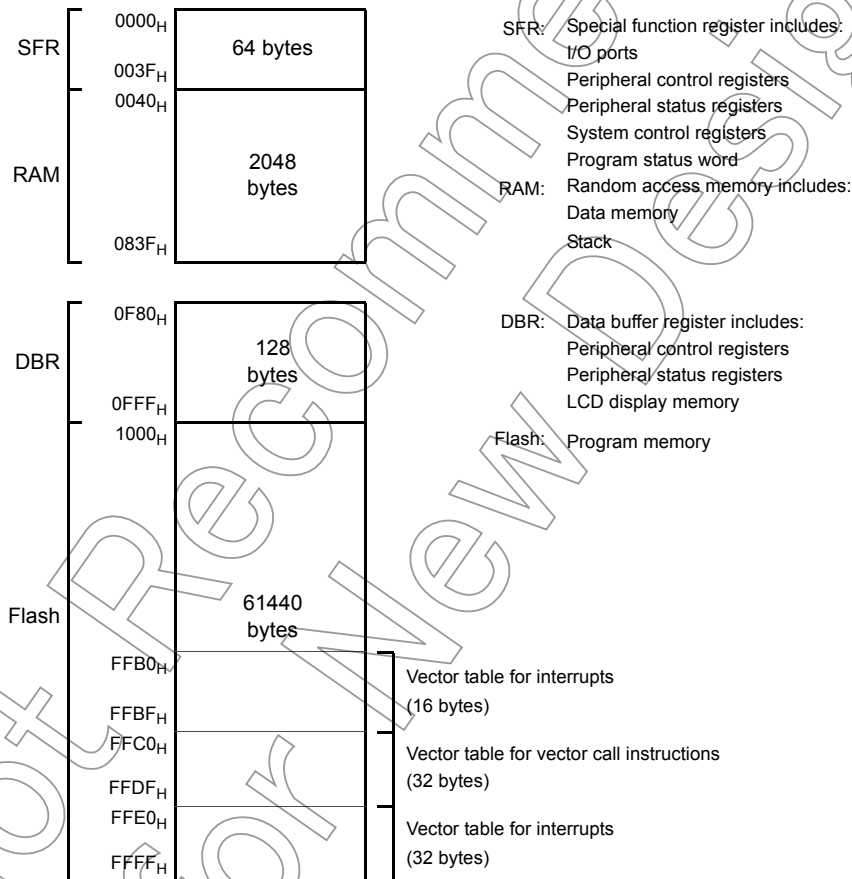 SFR
0000H
64 bytes
003FH
RAM
0040H
2048
bytes
083FH
SFR: Special function register includes:
I/O ports
Peripheral control registers
Peripheral status registers
System control registers
Program status word
RAM: Random access memory includes:
Data memory
Stack
DBR
0F80H
128
bytes
0FFFH
DBR: Data buffer register includes:
Peripheral control registers
Peripheral status registers
LCD display memory
Flash: Program memory
Flash
1000H
61440
bytes
FFB0H
FFBFH
Vector table for interrupts
(16 bytes)
FFC0H
FFDFH
Vector table for vector call instructions
(32 bytes)
FFE0H
FFFFH
Vector table for interrupts
(32 bytes)